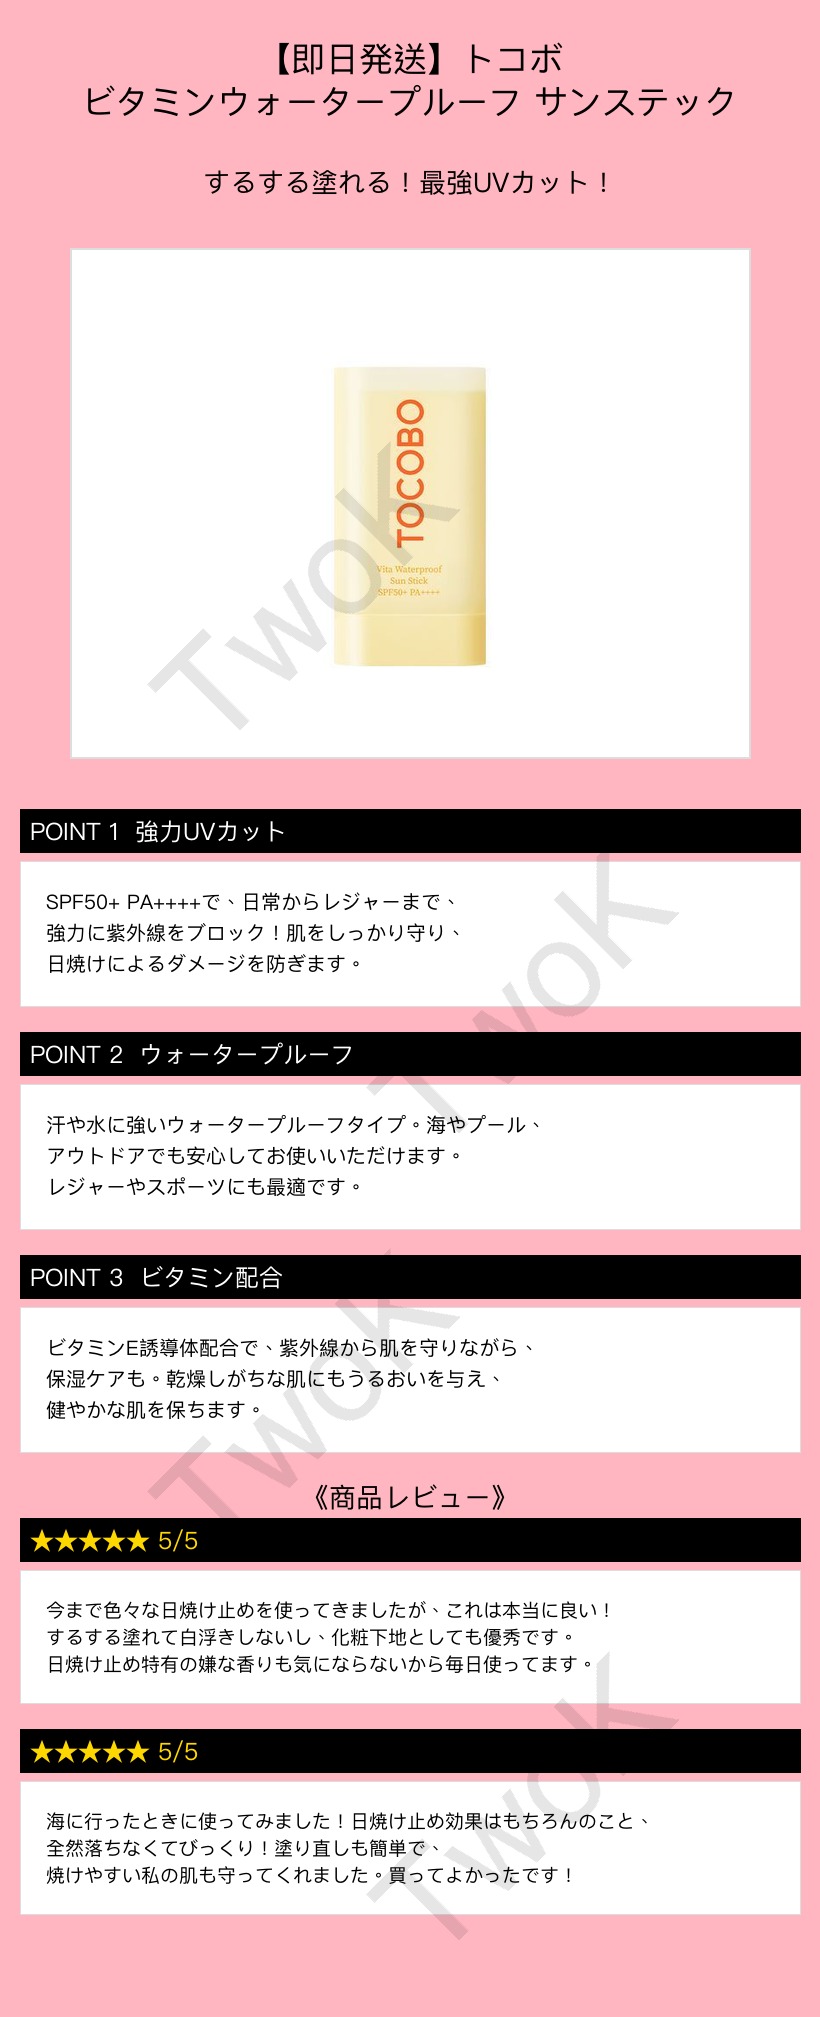 【即日発送】トコボ
ビタミンウォータープルーフ サンステック
するする塗れる！最強UVカット！
TOCOBO
Vita Waterproof
Sun Stick
SPF50+ PA++++
TwoK
POINT 1 強力UVカット
SPF50+ PA++++で、日常からレジャーまで、
強力に紫外線をブロック！肌をしっかり守り、
日焼けによるダメージを防ぎます。
TwoK
POINT 2 ウォータープルーフ
汗や水に強いウォータープルーフタイプ。海やプール、
アウトドアでも安心してお使いいただけます。
レジャーやスポーツにも最適です。
POINT 3 ビタミン配合
ビタミンE誘導体配合で、紫外線から肌を守りながら、
保湿ケアも。乾燥しがちな肌にもうるおいを与え、
健やかな肌を保ちます。
TwoK
《商品レビュー》
★★★★★ 5/5
今まで色々な日焼け止めを使ってきましたが、これは本当に良い！
するする塗れて白浮きしないし、化粧下地としても優秀です。
日焼け止め特有の嫌な香りも気にならないから毎日使ってます。
★★★★★ 5/5
海に行ったときに使ってみました！日焼け止め効果はもちろんのこと、
全然落ちなくてびっくり！塗り直しも簡単で、
焼けやすい私の肌も守ってくれました。買ってよかったです！
TwoK